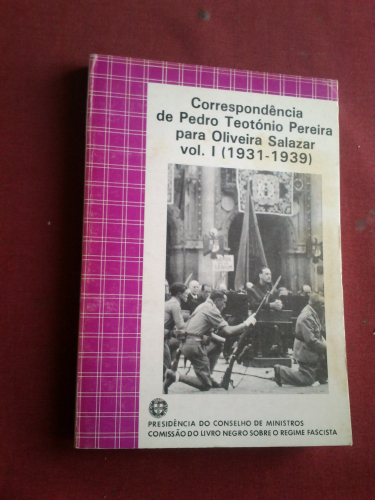 Correspondência
de Pedro Teotónio Pereira
para Oliveira Salazar
vol. I (1931-1939)
PRESIDÊNCIA DO CONSELHO DE MINISTROS
COMISSÃO DO LIVRO NEGRO SOBRE O REGIME FASCISTA